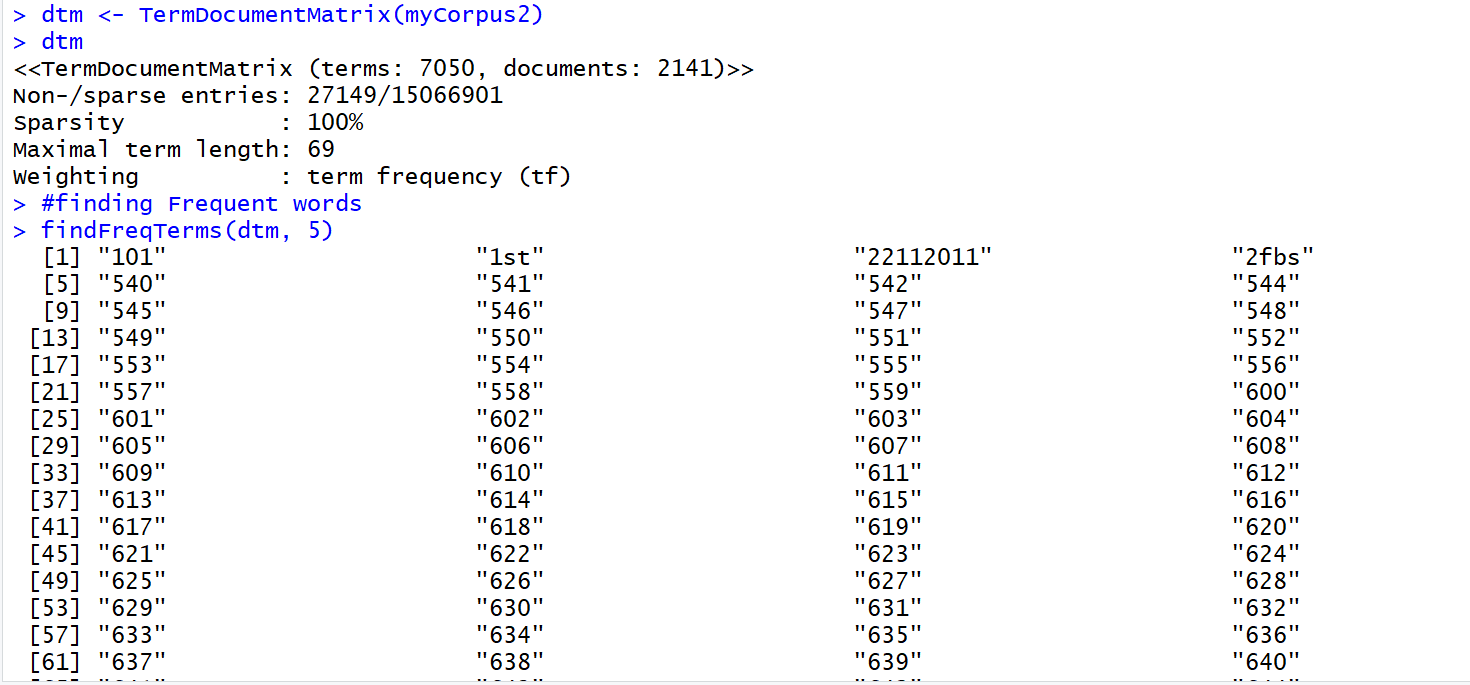 > dtm <- TermDocumentMatrix(myCorpus2)
> dtm
<<TermDocumentMatrix (terms: 7050, documents: 2141)>>
Non-/sparse entries: 27149/15066901
Sparsity           : 100%
Maximal term length: 69
Weighting          : term frequency (tf)
> #finding Frequent words
> findFreqTerms(dtm, 5)
[1] "101" "1st" "22112011" "2fbs"
[5] "540" "541" "542" "544"
[9] "545" "546" "547" "548"
[13] "549" "550" "551" "552"
[17] "553" "554" "555" "556"
[21] "557" "558" "559" "600"
[25] "601" "602" "603" "604"
[29] "605" "606" "607" "608"
[33] "609" "610" "611" "612"
[37] "613" "614" "615" "616"
[41] "617" "618" "619" "620"
[45] "621" "622" "623" "624"
[49] "625" "626" "627" "628"
[53] "629" "630" "631" "632"
[57] "633" "634" "635" "636"
[61] "637" "638" "639" "640"